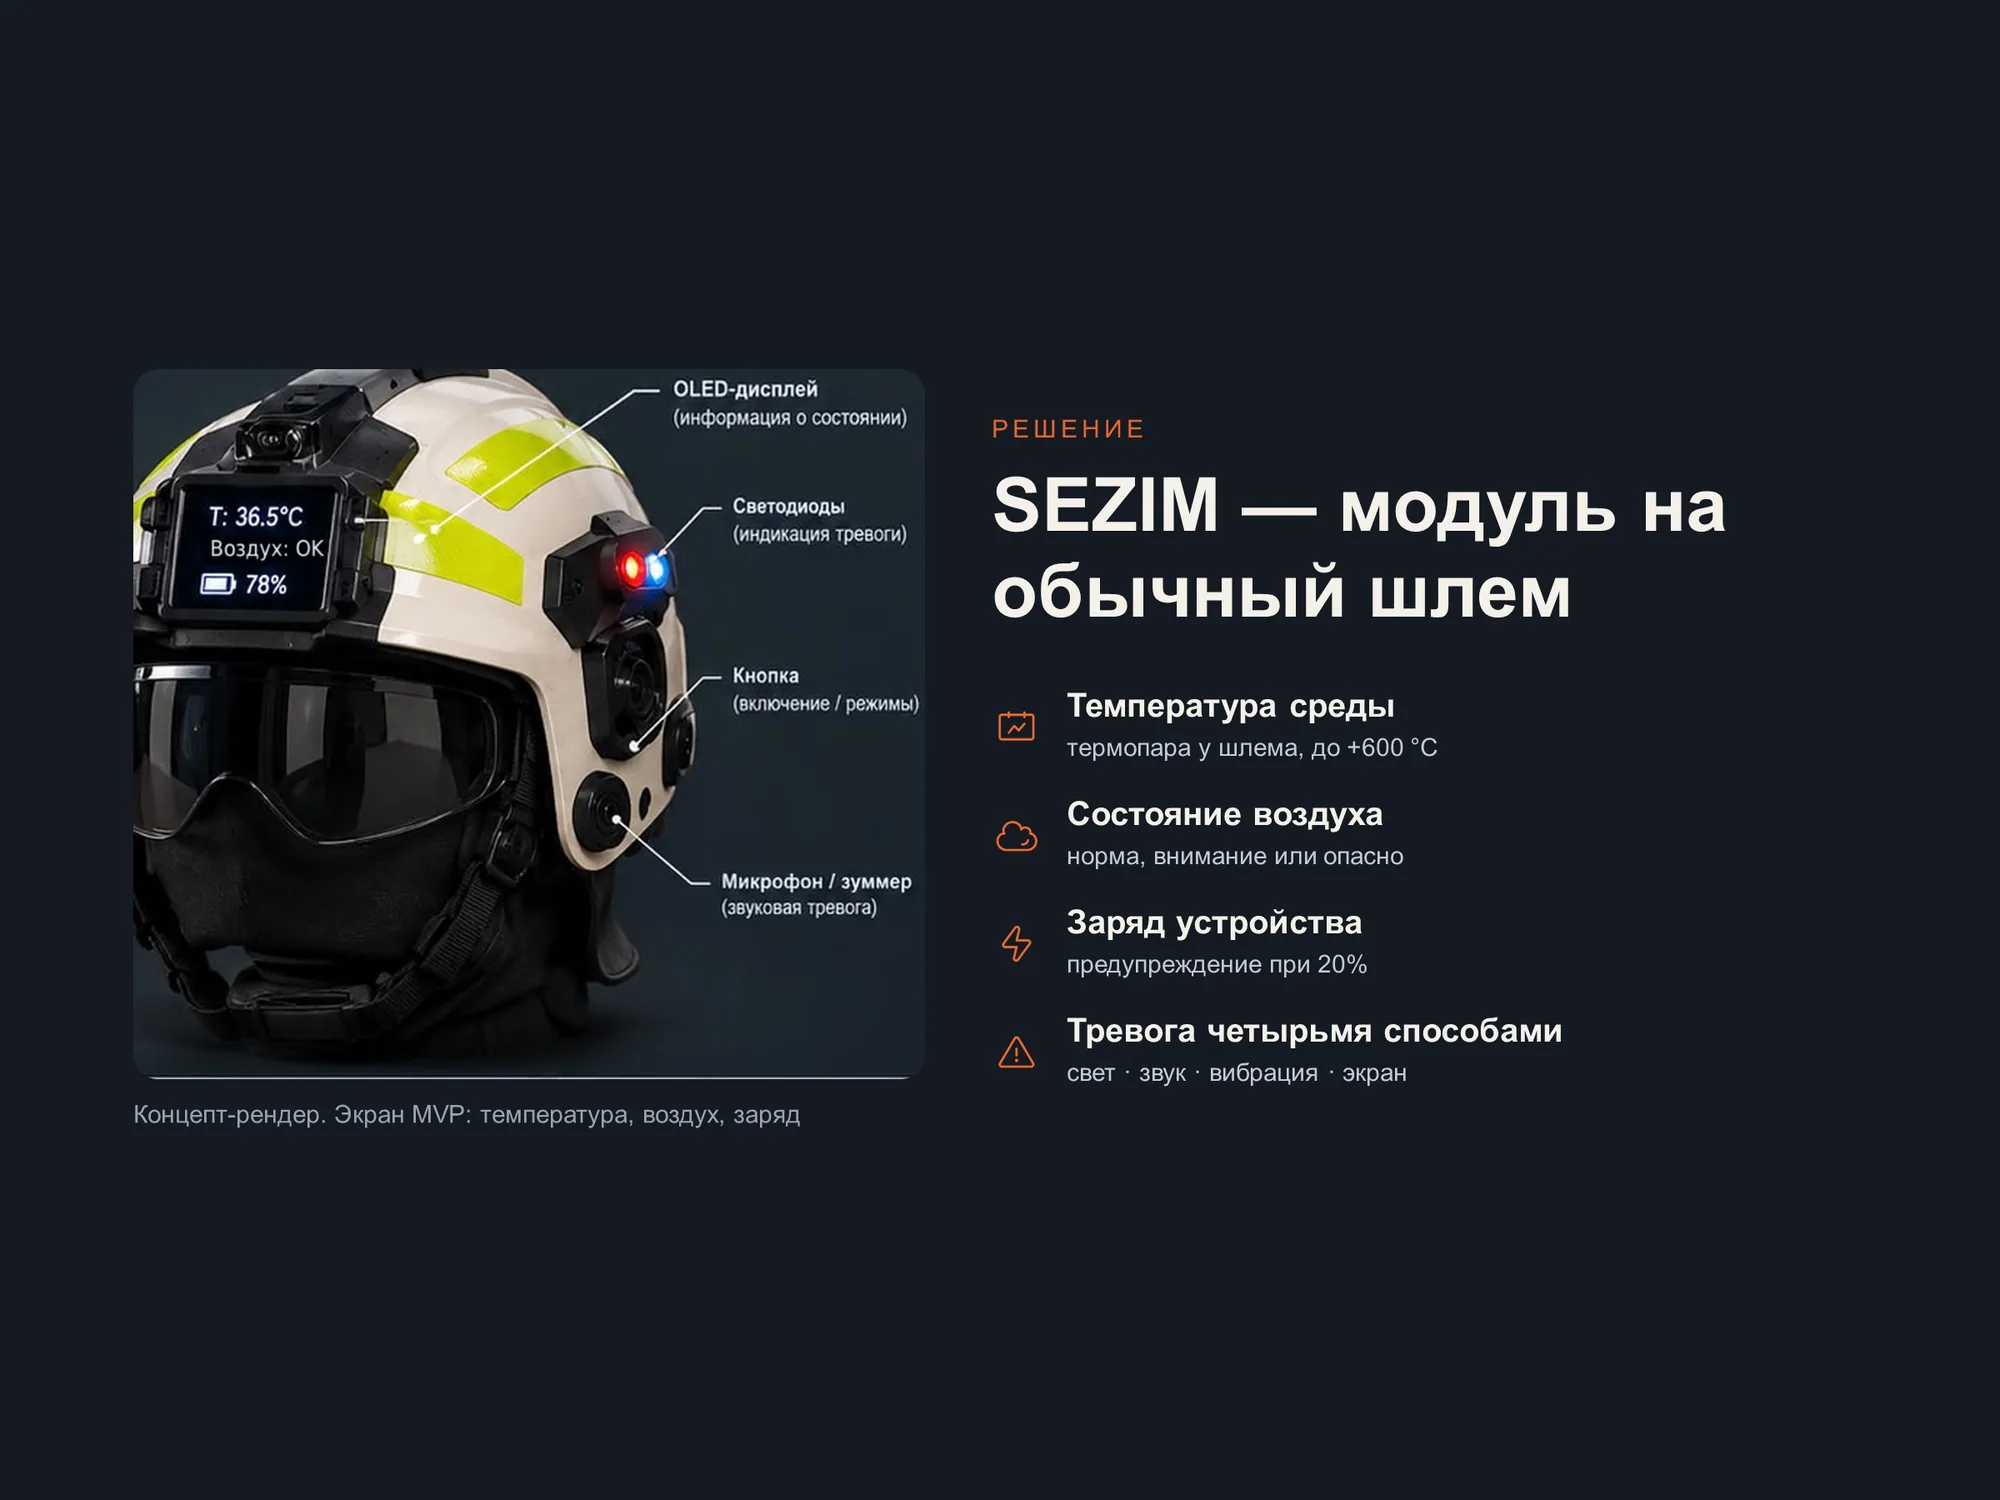 OLED-дисплей
(информация о состоянии)
Светодиоды
(индикация тревоги)
T: 36.5°C
Воздух: OK
78%
Кнопка
(включение / режимы)
Микрофон / зуммер
(звуковая тревога)
Концепт-рендер. Экран MVP: температура, воздух, заряд
РЕШЕНИЕ
SEZIM — модуль на
обычный шлем
Температура среды
термопара у шлема, до +600 °C
Состояние воздуха
норма, внимание или опасно
Заряд устройства
предупреждение при 20%
Тревога четырьмя способами
свет · звук · вибрация · экран